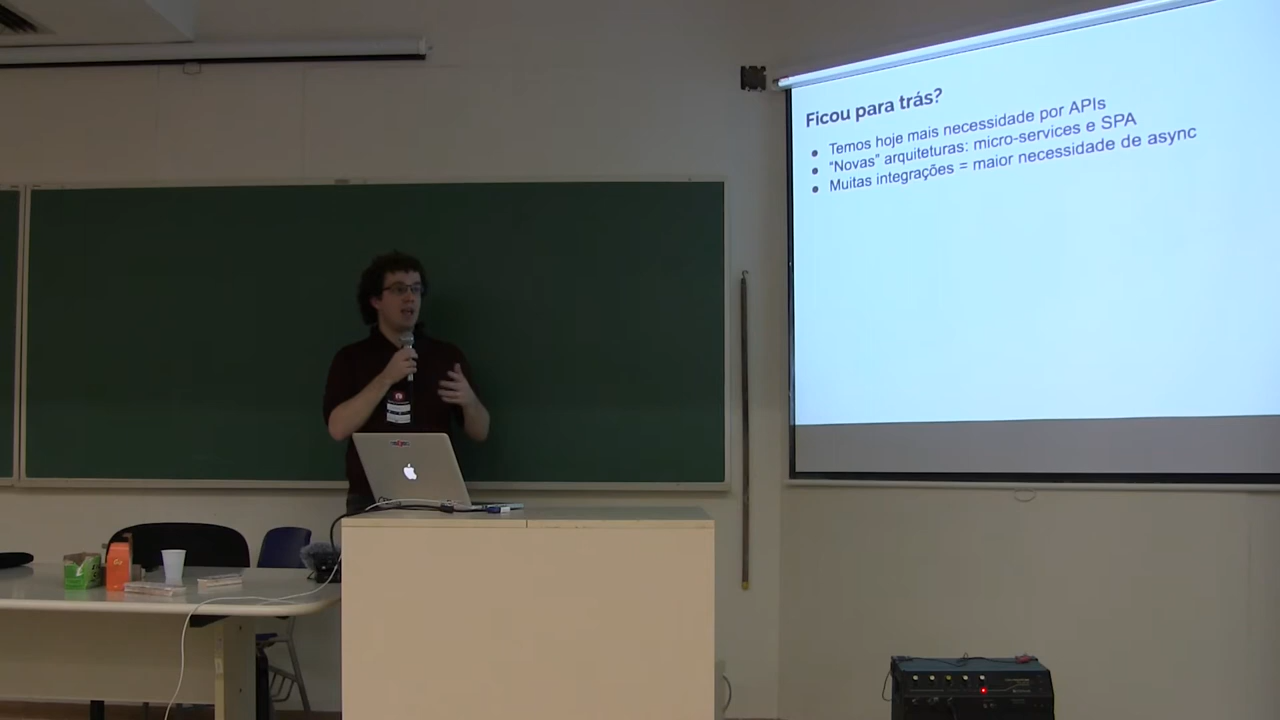 Ficou para trás?
● Temos hoje mais necessidade por APIs
● “Novas” arquiteturas: micro-services e SPA
● Muitas integrações = maior necessidade de async